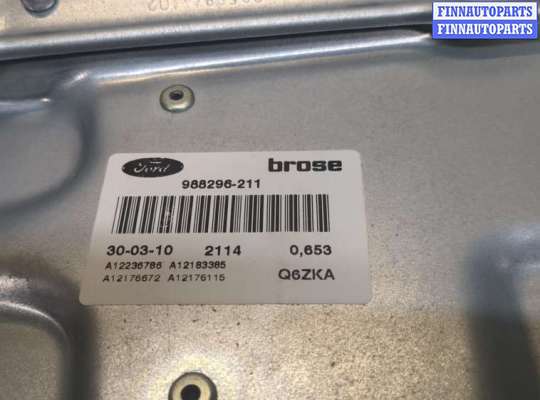 FINNAUTOPARTS
FINNAUTOPARTS
Ford brose
988296-211
30-03-10 2114 0,653
A12236786 A12183385
A12176672 A12176115 Q6ZKA